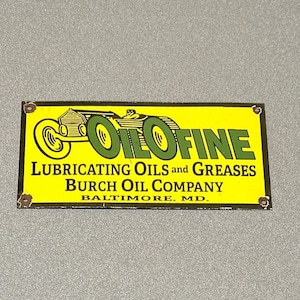 OILOFINE
LUBRICATING OILS AND GREASES
BURCH OIL COMPANY
BALTIMORE, MD.